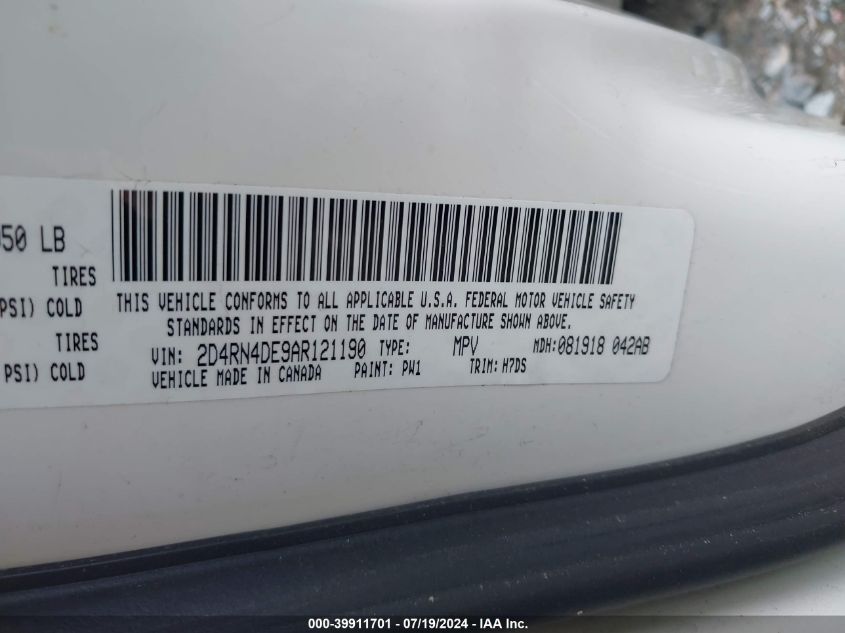 050 LB
TIRES
PSI) COLD
THIS VEHICLE CONFORMS TO ALL APPLICABLE U.S.A. FEDERAL MOTOR VEHICLE SAFETY
STANDARDS IN EFFECT ON THE DATE OF MANUFACTURE SHOWN ABOVE.
TIRES
VIN: 2D4RN4DE9AR121190 TYPE: MPV MDH:081918 042AB
PSI) COLD
VEHICLE MADE IN CANADA PAINT: PW1 TRIM: H7DS
000-39911701 - 07/19/2024 - IAA Inc.